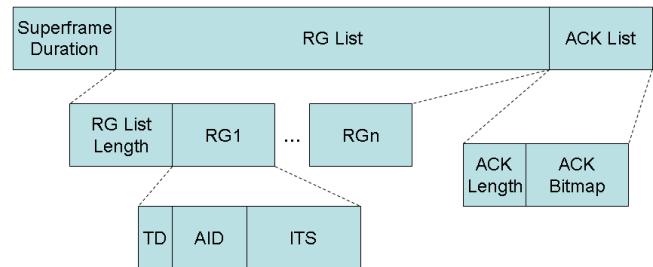 Superframe
Duration
RG List
ACK List
RG List
Length
RG1
...
RGn
ACK
Length
ACK
Bitmap
TD
AID
ITS